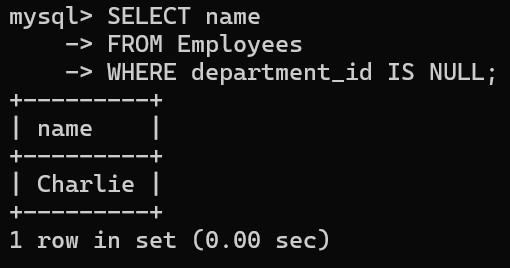 mysql> SELECT name
    -> FROM Employees
    -> WHERE department_id IS NULL;
+---------+
| name    |
+---------+
| Charlie |
+---------+
1 row in set (0.00 sec)